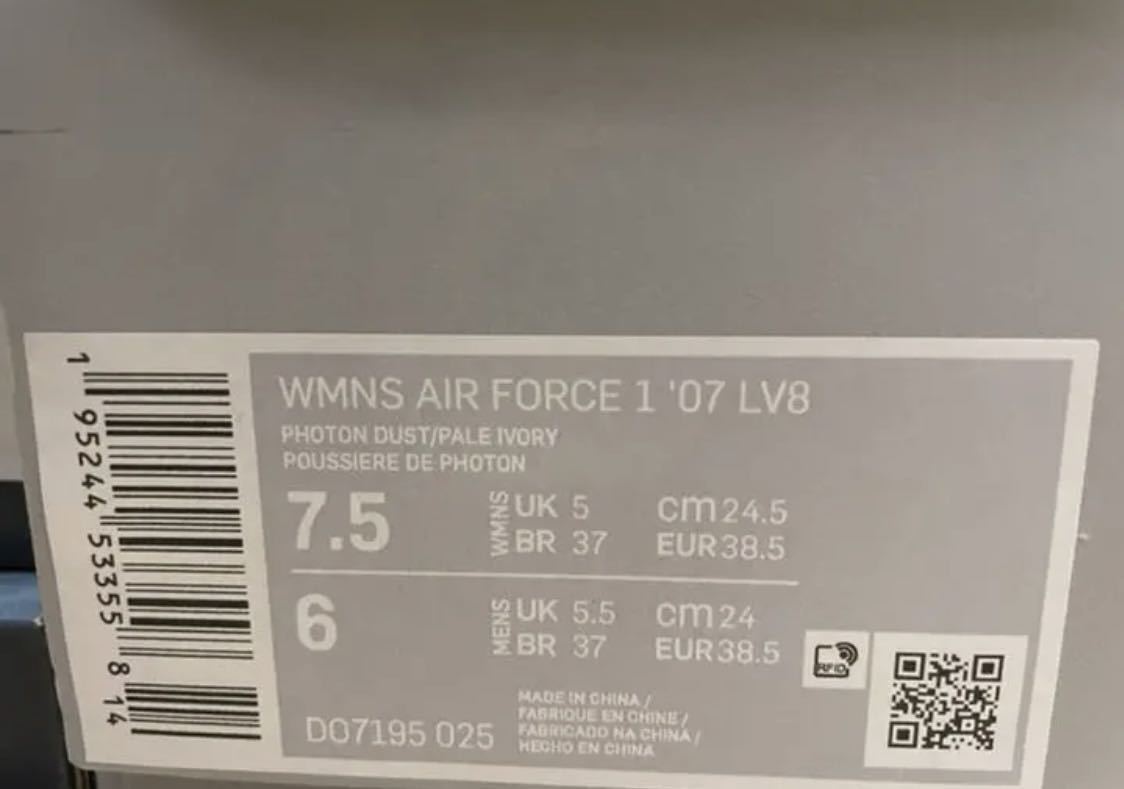 1 95244 53355 8 14
WMNS AIR FORCE 1 '07 LV8
PHOTON DUST/PALE IVORY
POUSSIERE DE PHOTON
7.5 WMNS UK 5 cm 24.5
BR 37 EUR 38.5
6 MENS UK 5.5 cm 24
BR 37 EUR 38.5
RFID
DO7195 025
MADE IN CHINA /
FABRIQUE EN CHINE /
FABRICADO NA CHINA /
HECHO EN CHINA